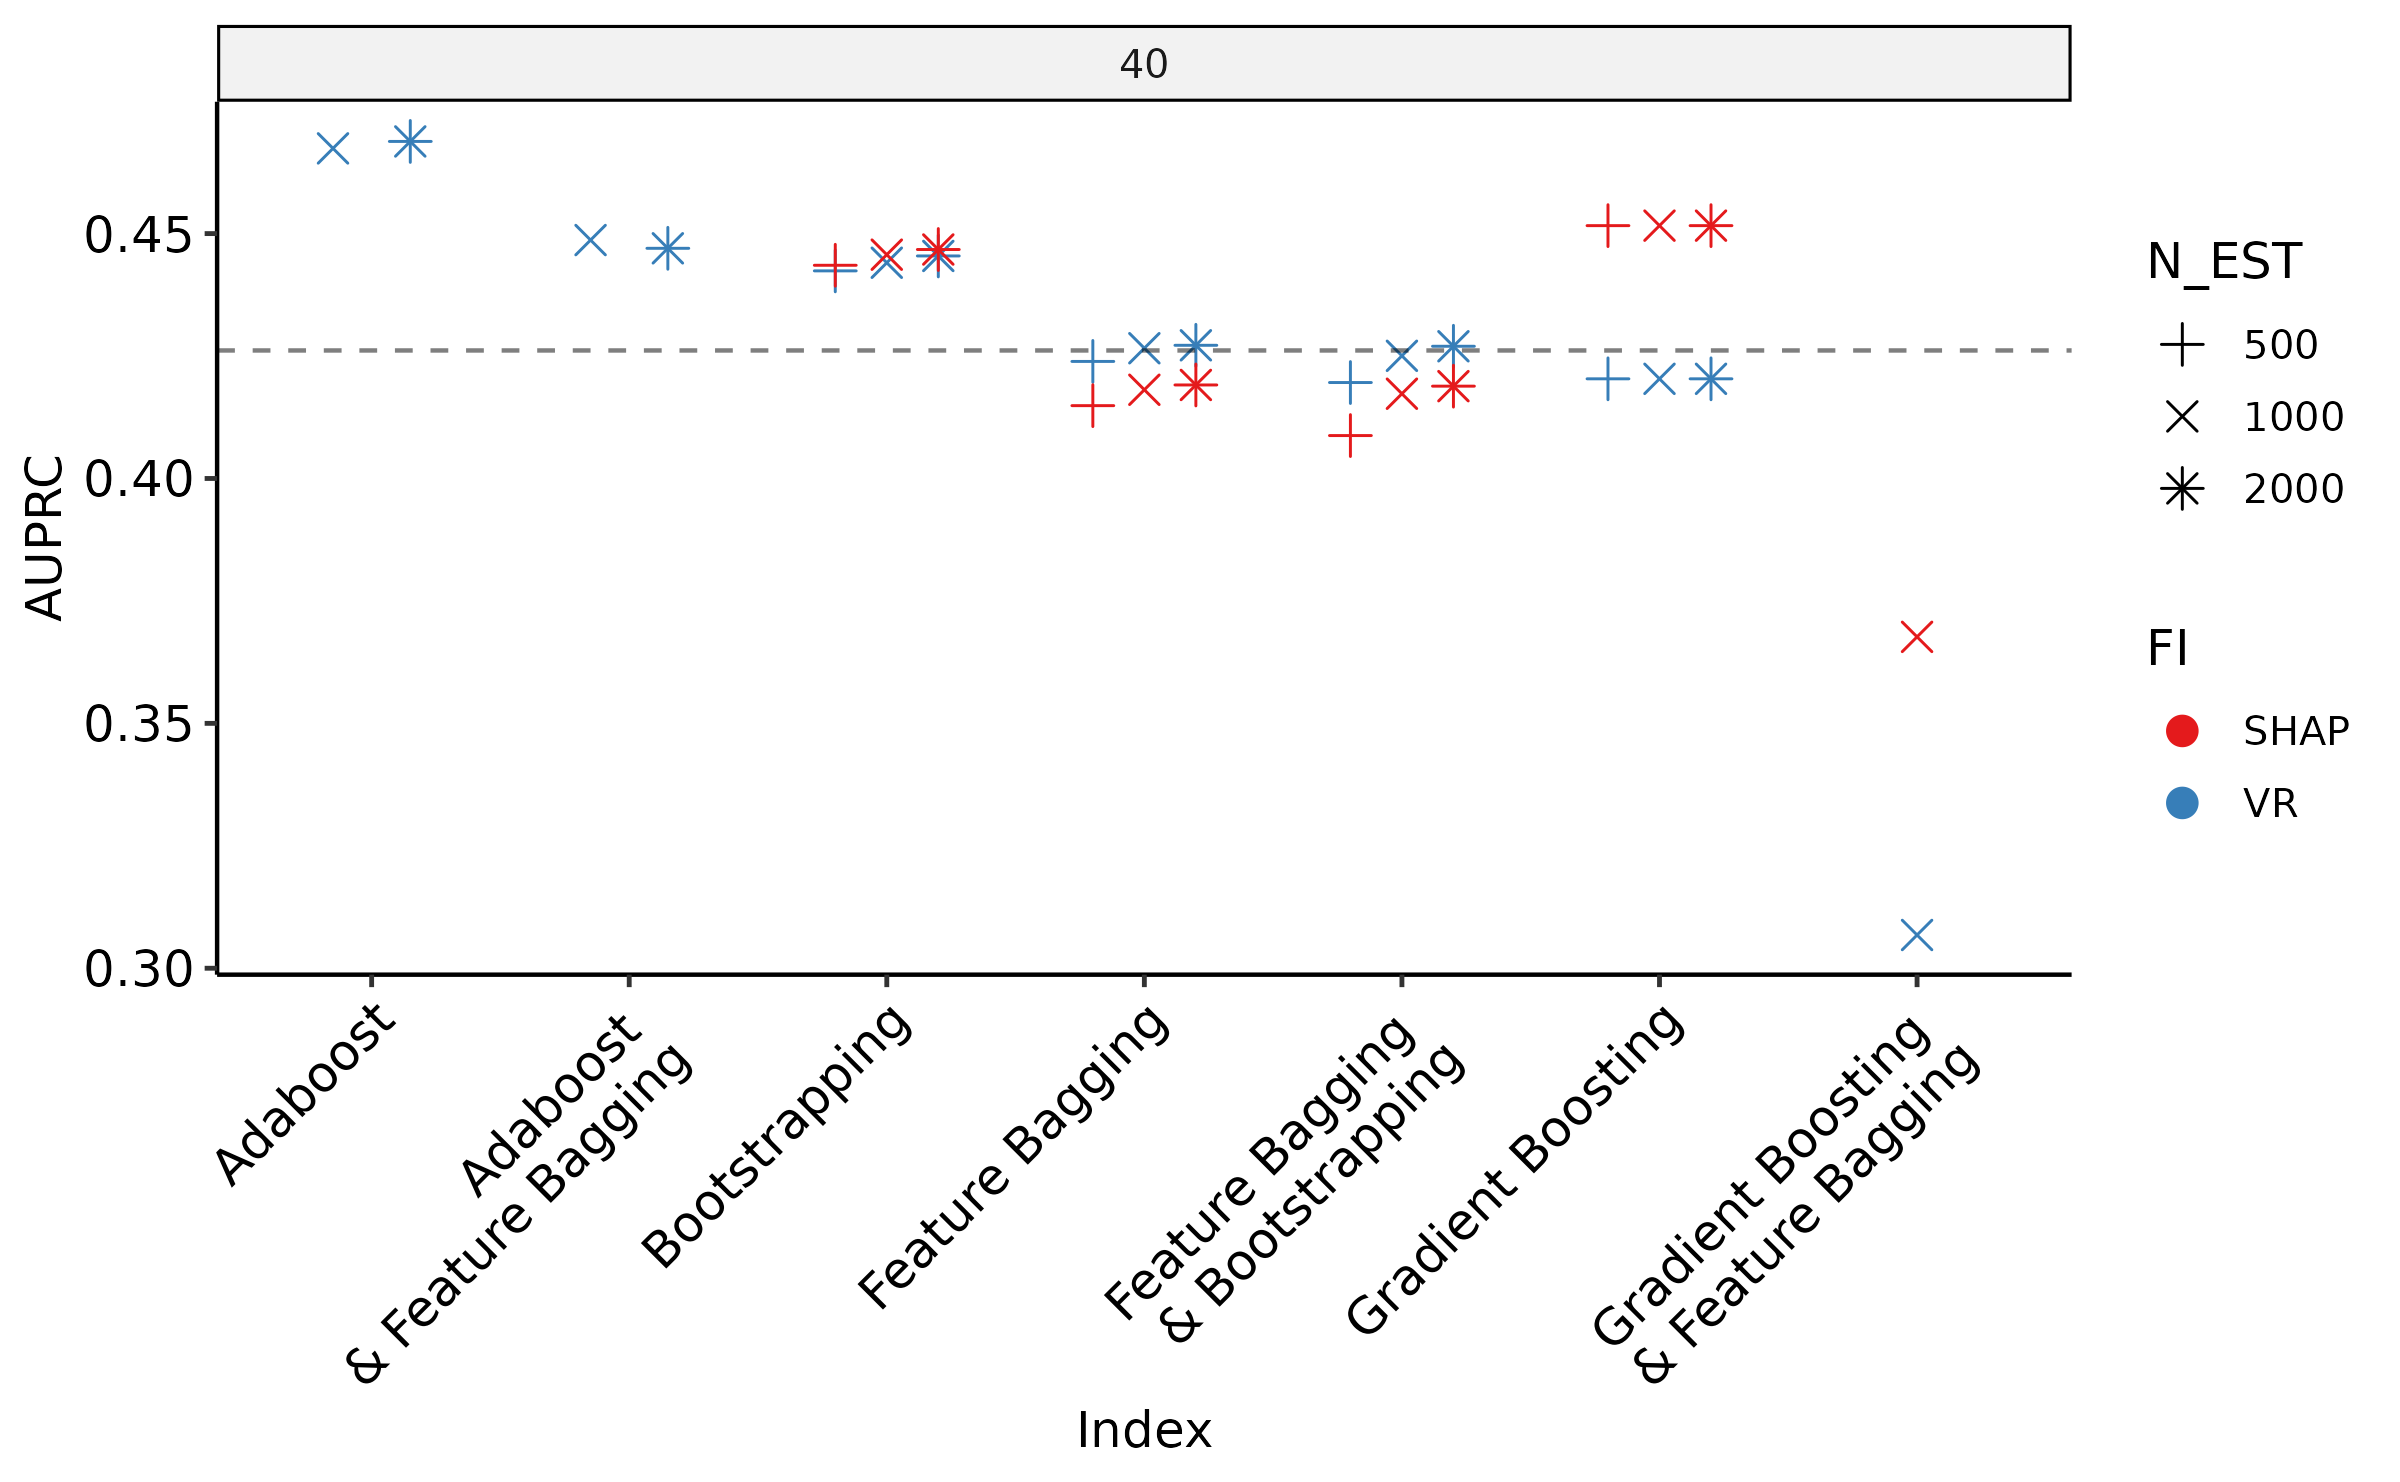 40
AUPRC
0.45
0.40
0.35
0.30
Adaboost
Adaboost
& Feature Bagging
Bootstrapping
Feature Bagging
Feature Bagging
& Bootstrapping
Gradient Boosting
Gradient Boosting
& Feature Bagging
Index
N_EST
500
1000
2000
FI
SHAP
VR